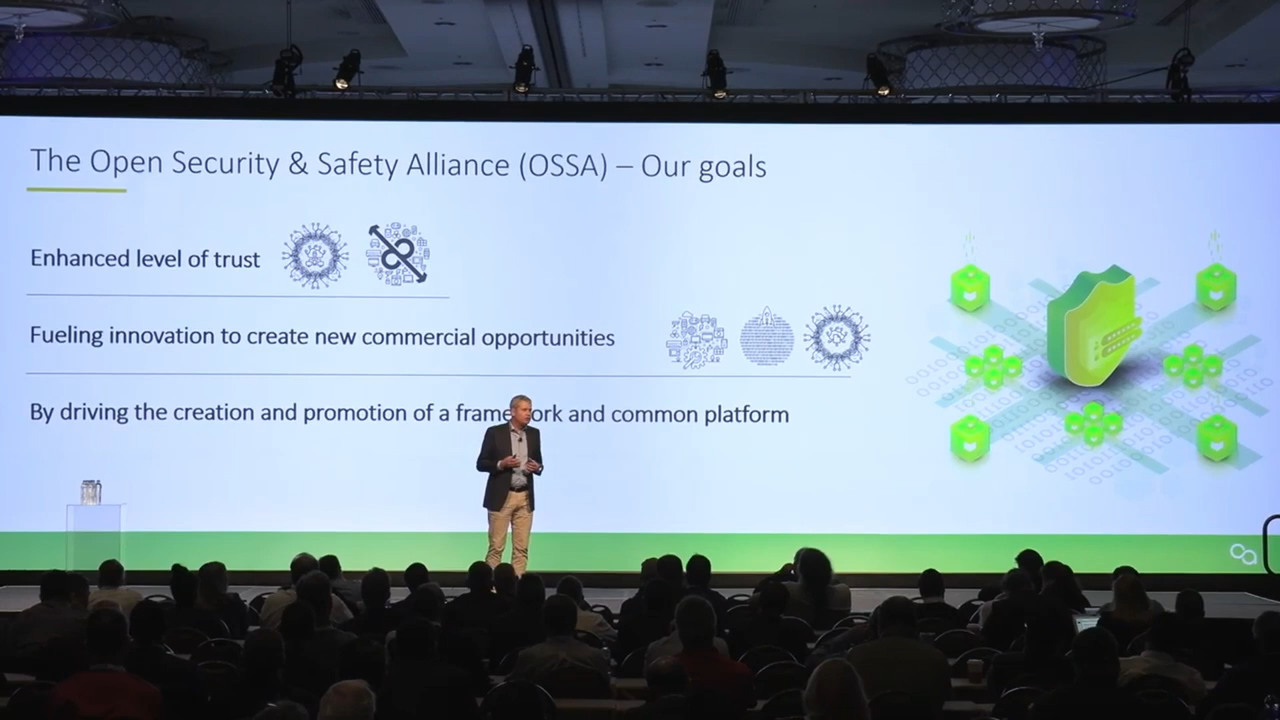 The Open Security & Safety Alliance (OSSA) – Our goals
Enhanced level of trust
Fueling innovation to create new commercial opportunities
By driving the creation and promotion of a framework and common platform